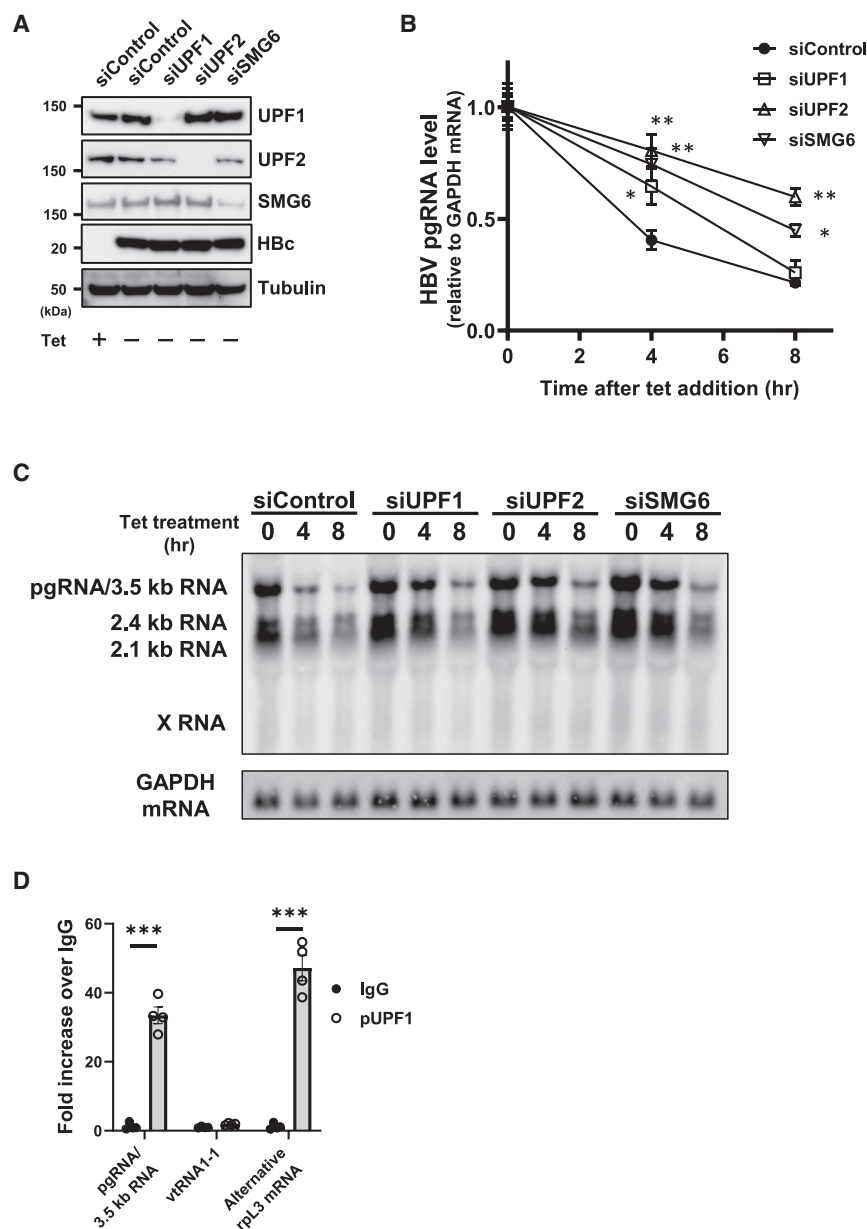 A
siControl siControl siUPF1 siUPF2 siSMG6
150 UPF1
150 UPF2
150 SMG6
20 HBc
50 Tubulin
(kDa)
Tet + − − − −
B
HBV pgRNA level
(relative to GAPDH mRNA)
1.0
0.5
0.0
0 2 4 6 8
Time after tet addition (hr)
**
**
*
**
*
siControl
siUPF1
siUPF2
siSMG6
C
siControl siUPF1 siUPF2 siSMG6
Tet treatment
(hr)
0 4 8 0 4 8 0 4 8 0 4 8
pgRNA/3.5 kb RNA
2.4 kb RNA
2.1 kb RNA
X RNA
GAPDH
mRNA
D
Fold increase over IgG
60
40
20
0
*** ***
IgG
pUPF1
pgRNA/
3.5 kb RNA
vtRNA1-1
Alternative
rpL3 mRNA